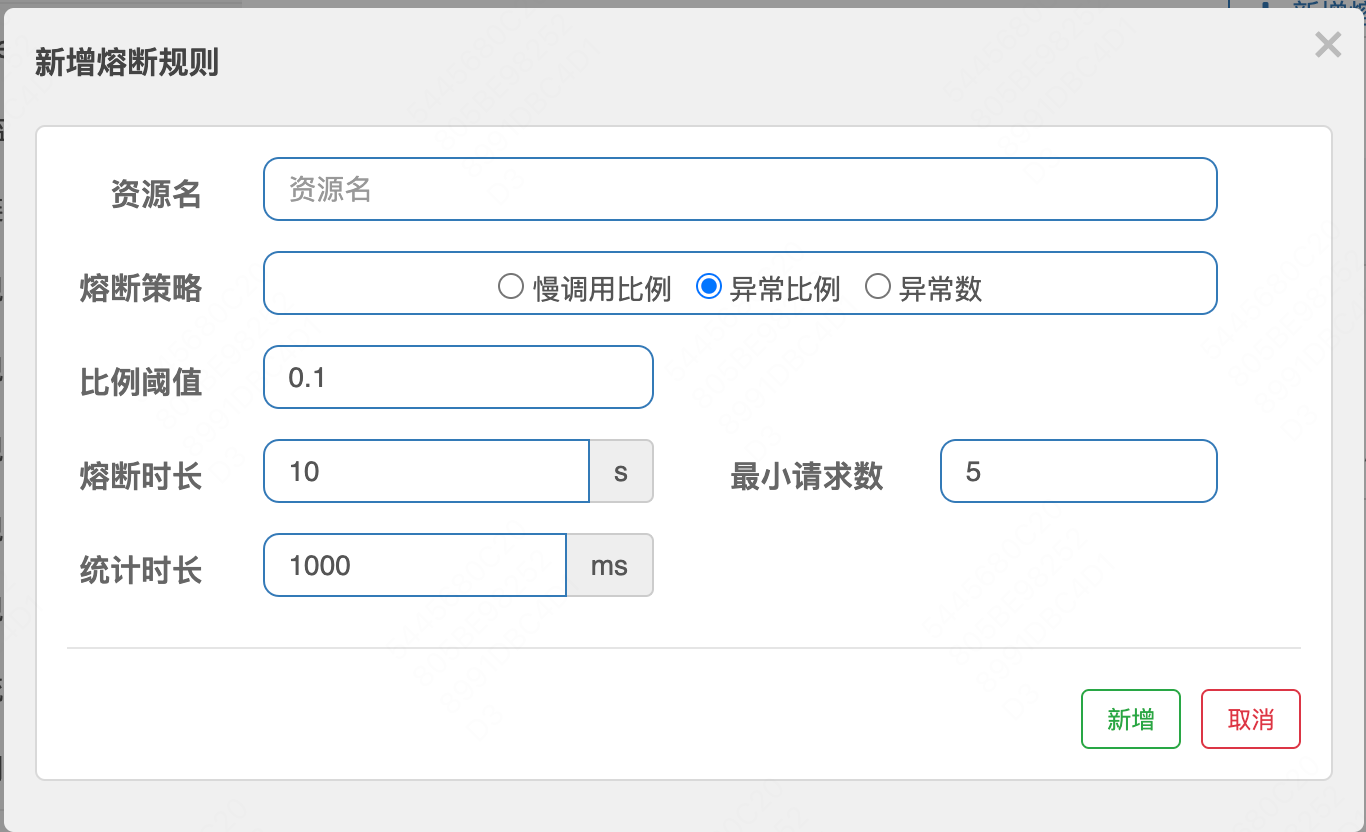 新增熔断规则
×
资源名 资源名
熔断策略 慢调用比例 异常比例 异常数
比例阈值 0.1
熔断时长 10 s 最小请求数 5
统计时长 1000 ms
新增 取消